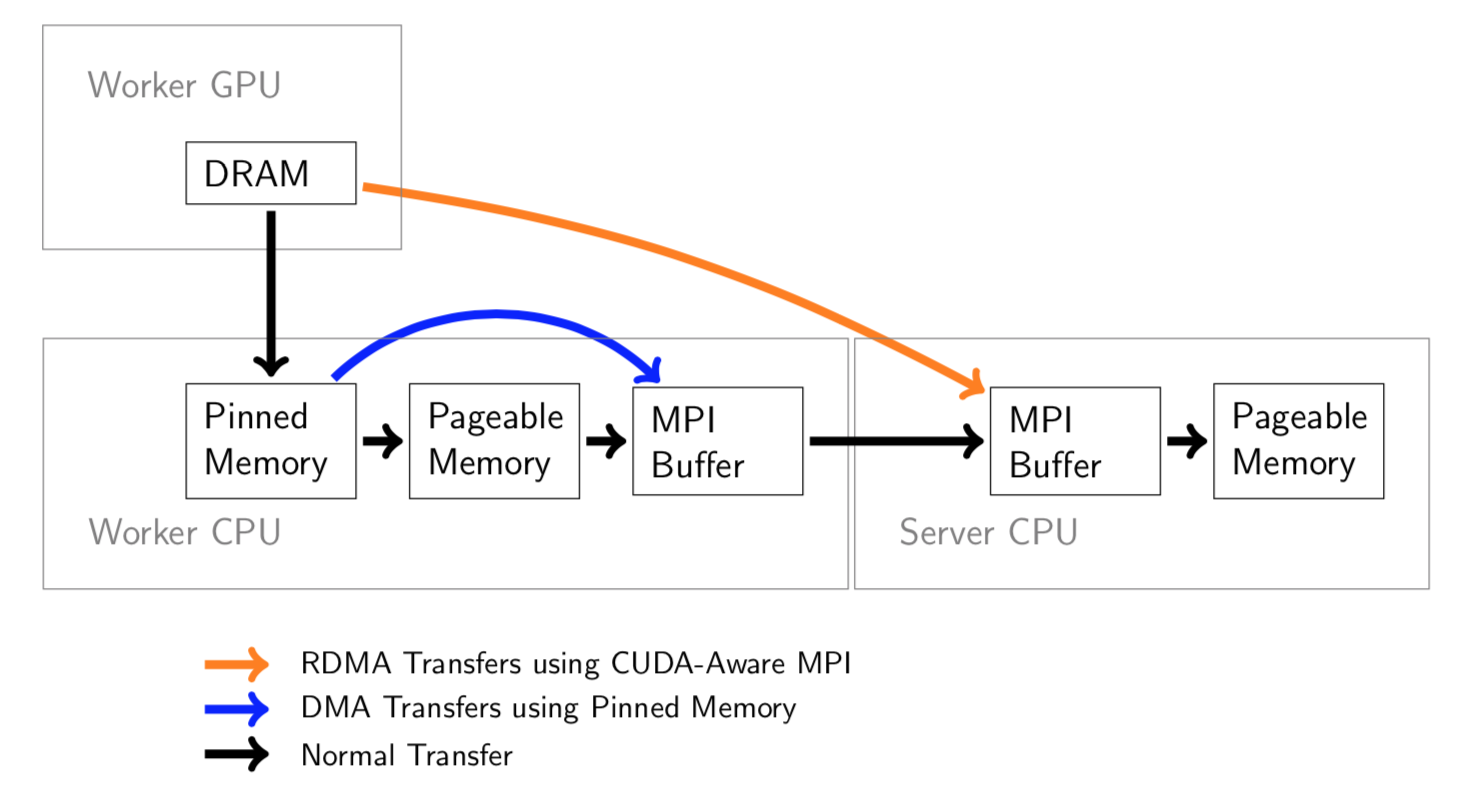 Worker GPU
DRAM
Pinned
Memory
Pageable
Memory
MPI
Buffer
MPI
Buffer
Pageable
Memory
Worker CPU
Server CPU
RDMA Transfers using CUDA-Aware MPI
DMA Transfers using Pinned Memory
Normal Transfer